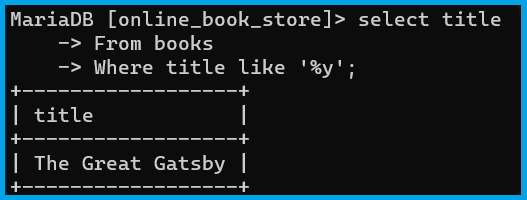 MariaDB [online_book_store]> select title
    -> From books
    -> Where title like '%y';
+------------------+
| title            |
+------------------+
| The Great Gatsby |
+------------------+